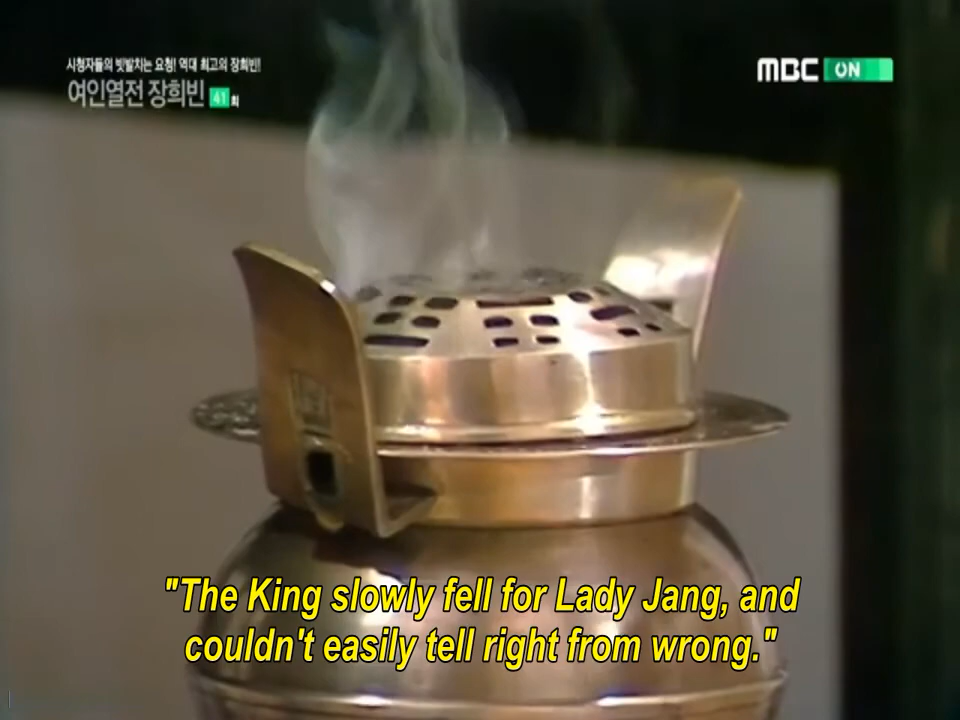 시청자들의 빗발치는 요청! 역대 최고의 장희빈!
여인열전 장희빈 41 회
MBC ON
"The King slowly fell for Lady Jang, and
couldn't easily tell right from wrong."